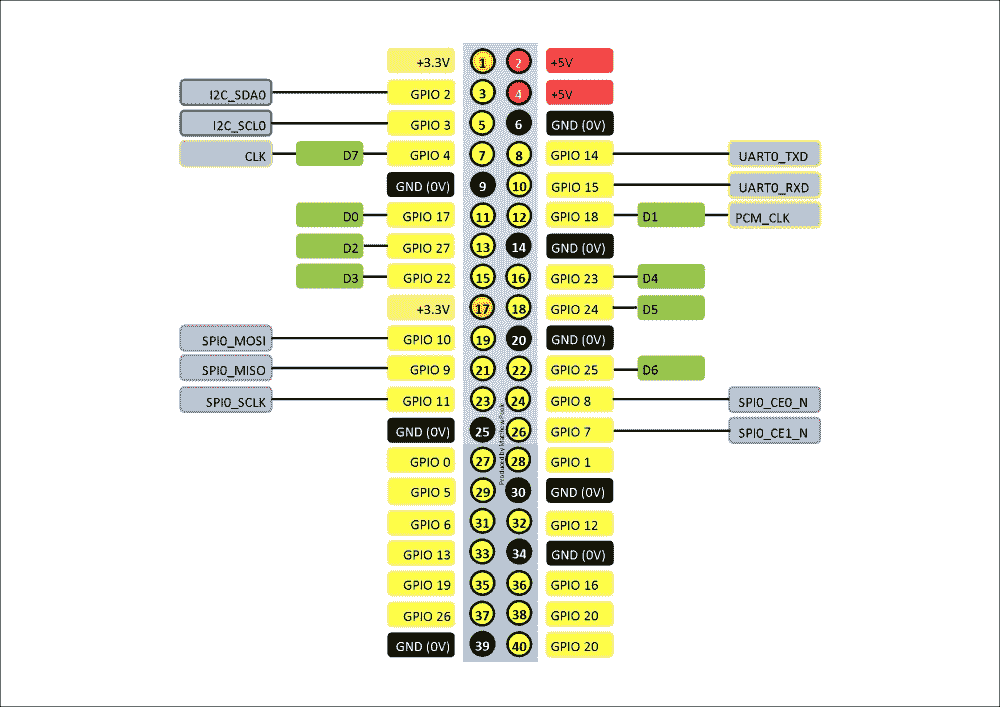 +3.3V 1 2 +5V
I2C_SDA0 GPIO 2 3 4 +5V
I2C_SCL0 GPIO 3 5 6 GND (0V)
CLK D7 GPIO 4 7 8 GPIO 14 UART0_TXD
GND (0V) 9 10 GPIO 15 UART0_RXD
D0 GPIO 17 11 12 GPIO 18 D1 PCM_CLK
D2 GPIO 27 13 14 GND (0V)
D3 GPIO 22 15 16 GPIO 23 D4
+3.3V 17 18 GPIO 24 D5
SPI0_MOSI GPIO 10 19 20 GND (0V)
SPI0_MISO GPIO 9 21 22 GPIO 25 D6
SPI0_SCLK GPIO 11 23 24 GPIO 8 SPI0_CE0_N
GND (0V) 25 26 GPIO 7 SPI0_CE1_N
GPIO 0 27 28 GPIO 1
GPIO 5 29 30 GND (0V)
GPIO 6 31 32 GPIO 12
GPIO 13 33 34 GND (0V)
GPIO 19 35 36 GPIO 16
GPIO 26 37 38 GPIO 20
GND (0V) 39 40 GPIO 20
Produced by Matthew